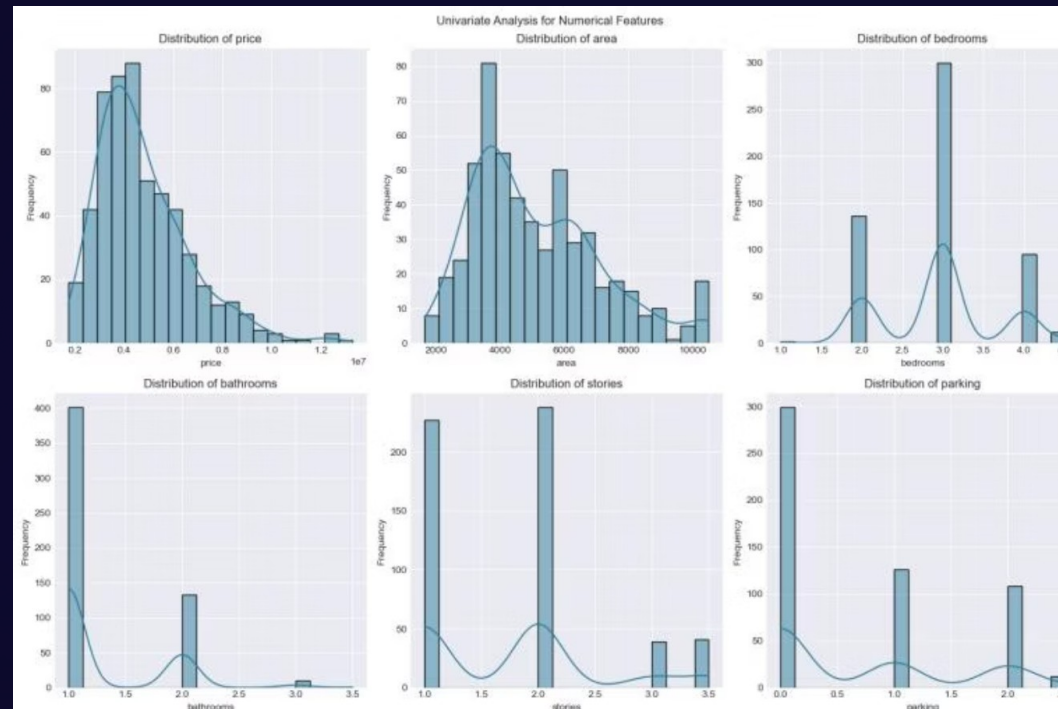 Univariate Analysis for Numerical Features
Distribution of price
Distribution of area
Distribution of bedrooms
Frequency
80
60
40
20
0
0.2 0.4 0.6 0.8 1.0 1.2
1e7
price
Frequency
80
70
60
50
40
30
20
10
0
2000 4000 6000 8000 10000
area
Frequency
300
250
200
150
100
50
0
1.0 1.5 2.0 2.5 3.0 3.5 4.0
bedrooms
Distribution of bathrooms
Distribution of stories
Distribution of parking
Frequency
400
350
300
250
200
150
100
50
0
1.0 1.5 2.0 2.5 3.0 3.5
bathrooms
Frequency
200
150
100
50
0
1.0 1.5 2.0 2.5 3.0 3.5
stories
Frequency
300
250
200
150
100
50
0
0.0 0.5 1.0 1.5 2.0
parking